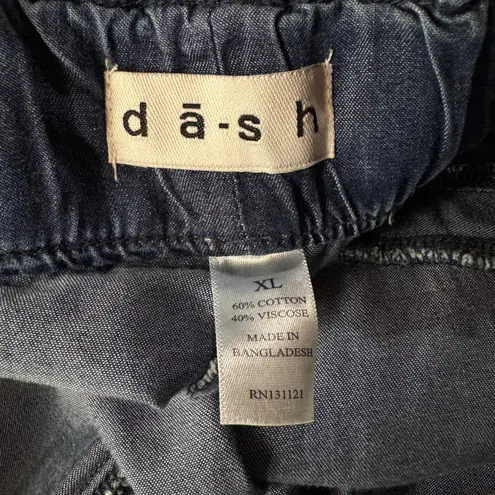 dā-sh
XL
60% COTTON
40% VISCOSE
MADE IN
BANGLADESH
RN131121